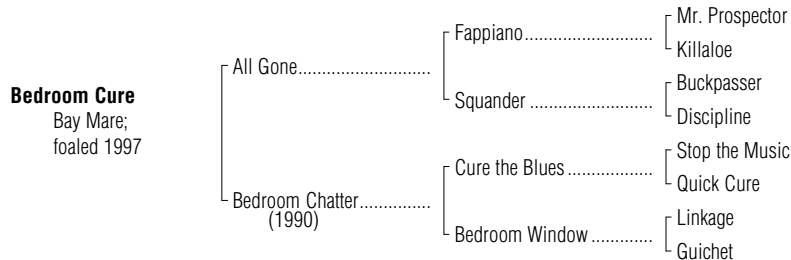 Mr. Prospector
Fappiano..............................
Killaloe
All Gone...........................
Buckpasser
Squander .............................
Discipline
Bedroom Cure
Bay Mare;
foaled 1997
Stop the Music
Cure the Blues ...................
Quick Cure
Bedroom Chatter...............
(1990)
Linkage
Bedroom Window ..............
Guichet